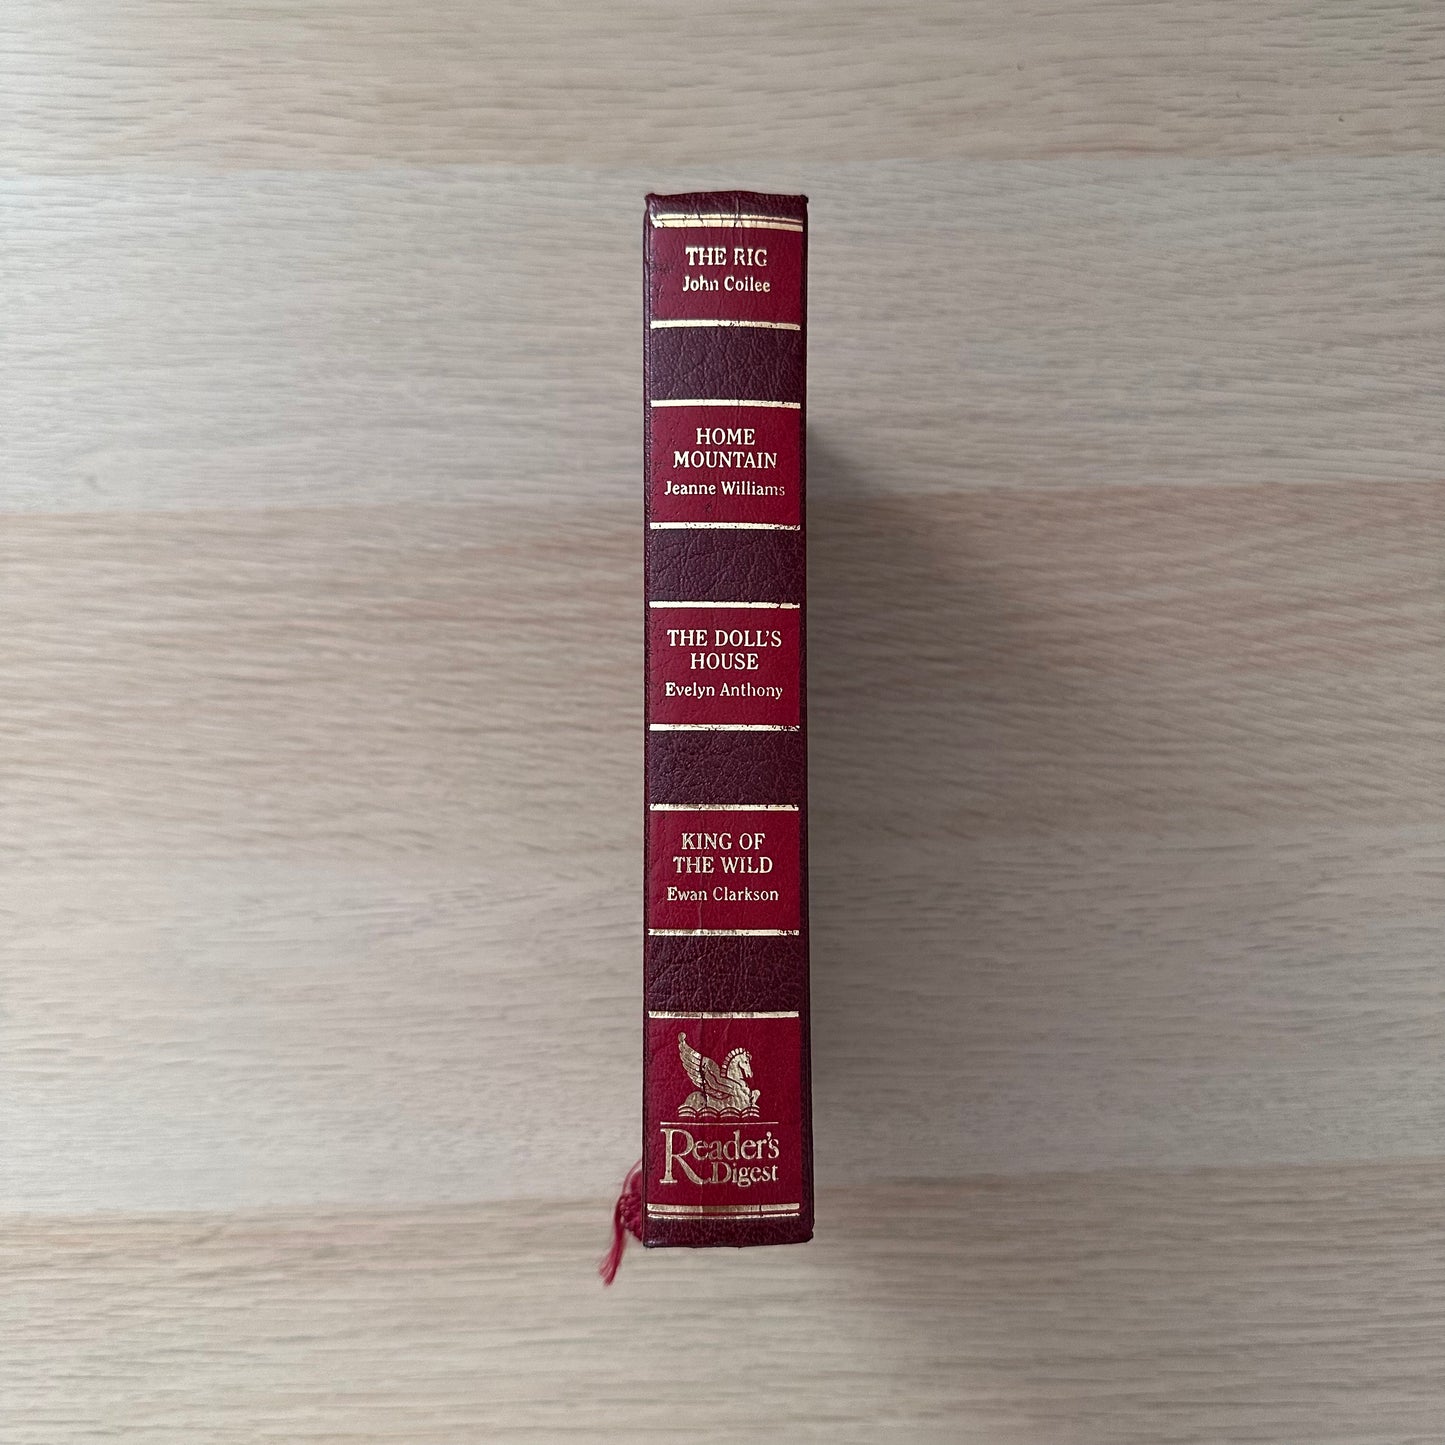 THE RIG
John Collee
HOME
MOUNTAIN
Jeanne Williams
THE DOLL'S
HOUSE
Evelyn Anthony
KING OF
THE WILD
Ewan Clarkson
Reader's
Digest